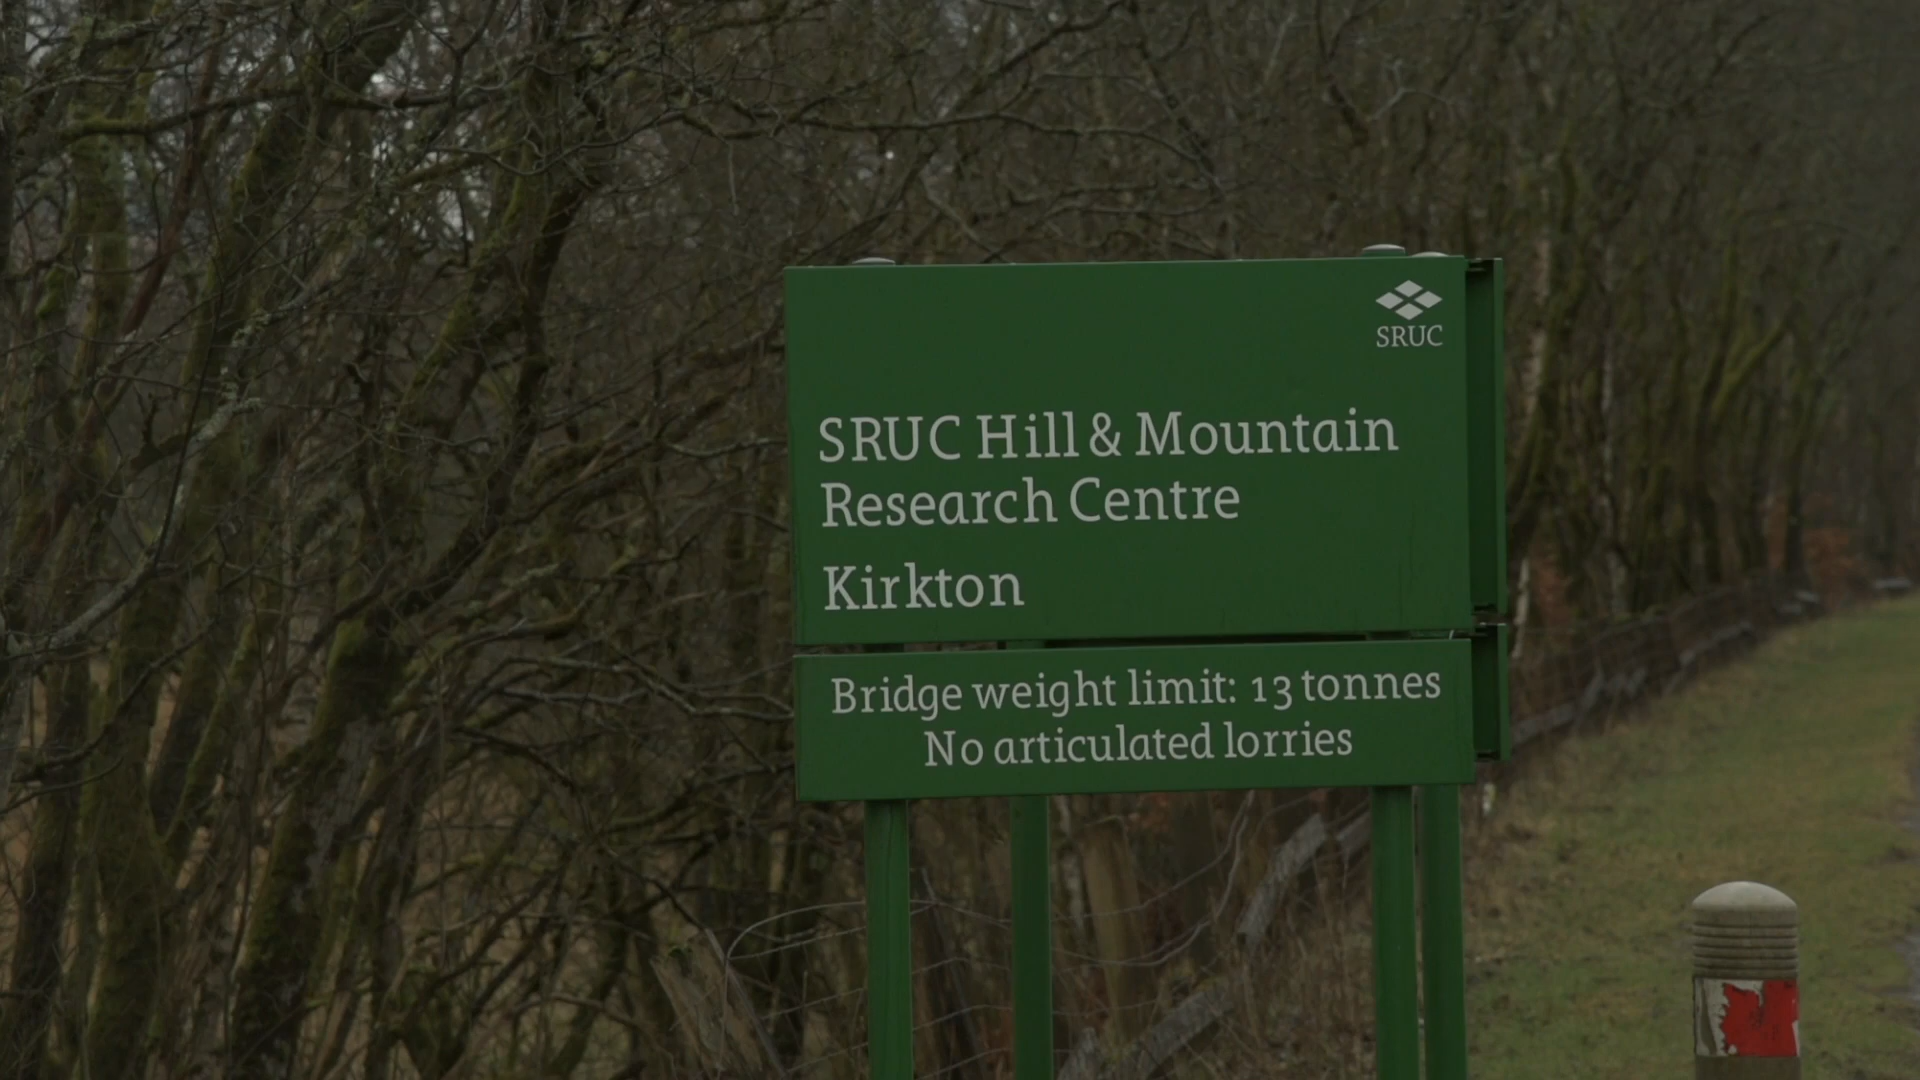 SRUC
SRUC Hill & Mountain
Research Centre
Kirkton
Bridge weight limit: 13 tonnes
No articulated lorries